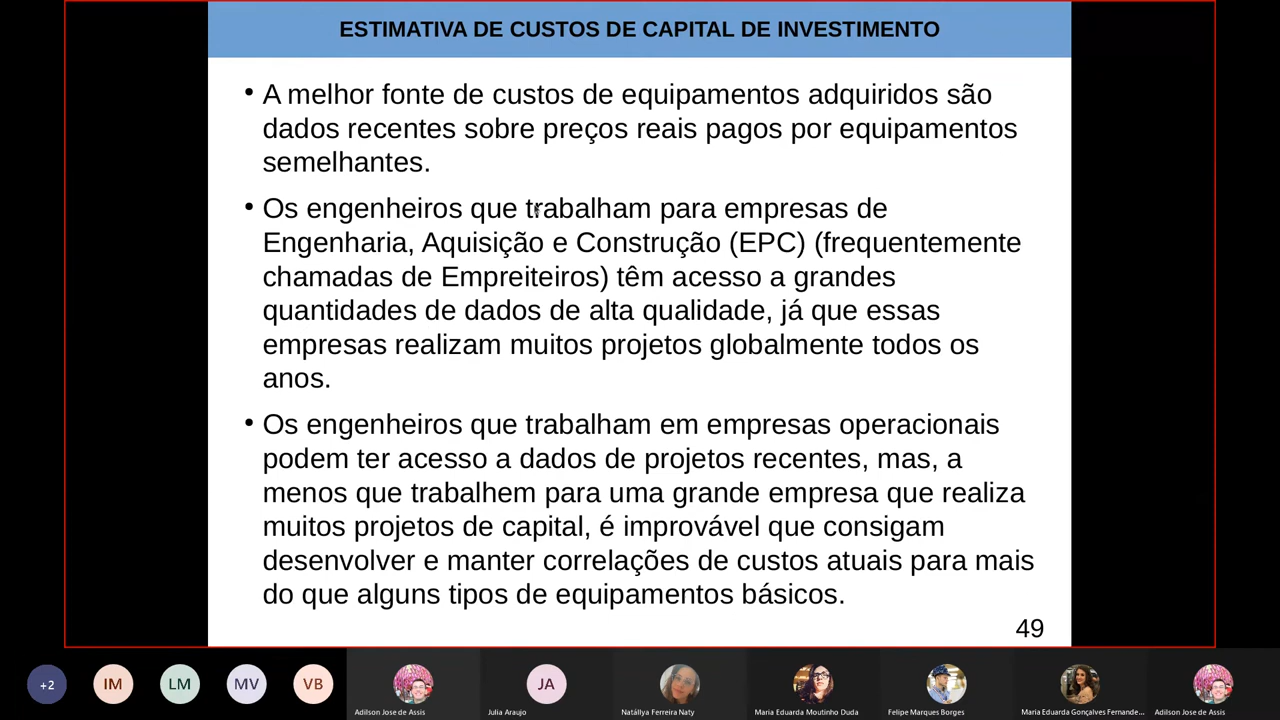 ESTIMATIVA DE CUSTOS DE CAPITAL DE INVESTIMENTO
• A melhor fonte de custos de equipamentos adquiridos são
dados recentes sobre preços reais pagos por equipamentos
semelhantes.
• Os engenheiros que trabalham para empresas de
Engenharia, Aquisição e Construção (EPC) (frequentemente
chamadas de Empreiteiros) têm acesso a grandes
quantidades de dados de alta qualidade, já que essas
empresas realizam muitos projetos globalmente todos os
anos.
• Os engenheiros que trabalham em empresas operacionais
podem ter acesso a dados de projetos recentes, mas, a
menos que trabalhem para uma grande empresa que realiza
muitos projetos de capital, é improvável que consigam
desenvolver e manter correlações de custos atuais para mais
do que alguns tipos de equipamentos básicos.
49
+2 IM LM MV VB JA
Adilson Jose de Assis Julia Araujo Natállya Ferreira Naty Maria Eduarda Moutinho Duda Felipe Marques Borges Maria Eduarda Gonçalves Fernande... Adilson Jose de Assis